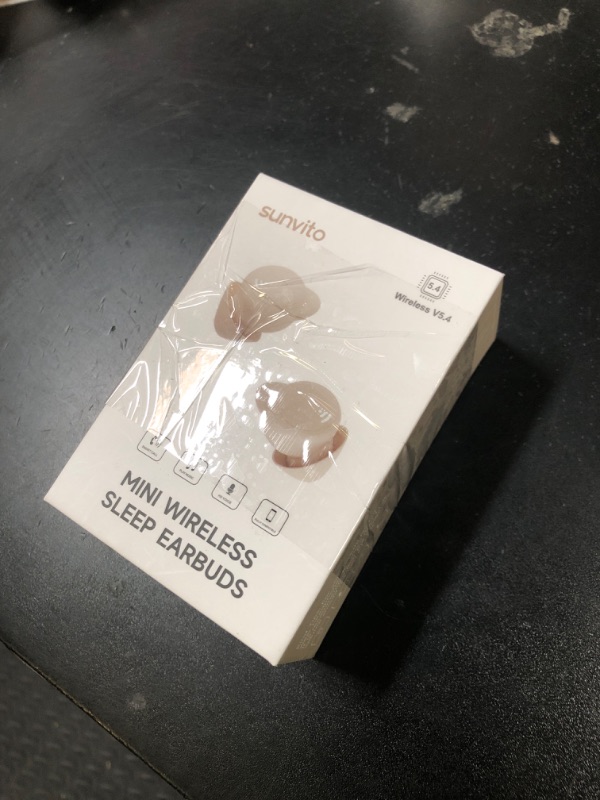 sunvito
5.4
Wireless V5.4
MINI WIRELESS
SLEEP EARBUDS